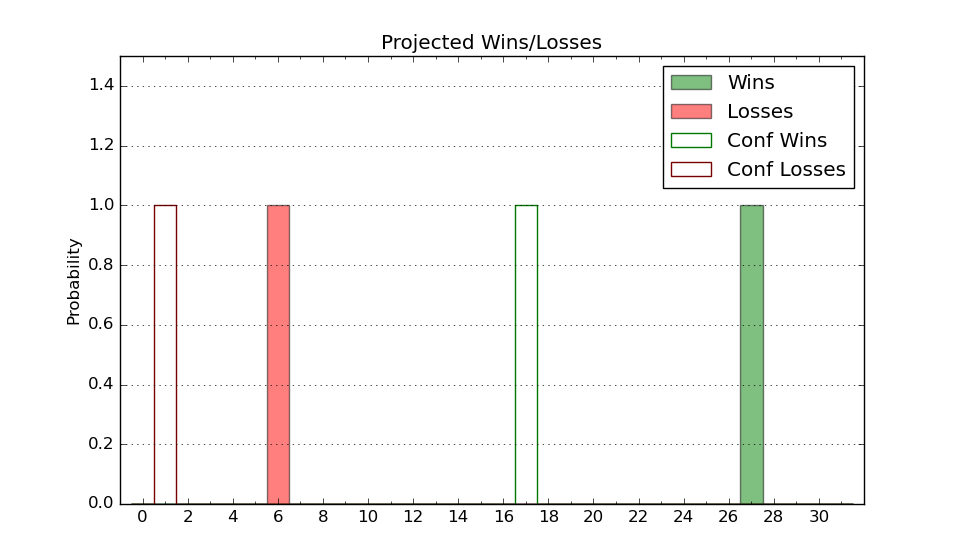 Projected Wins/Losses
Wins
Losses
Conf Wins
Conf Losses
Probability
1.4
1.2
1.0
0.8
0.6
0.4
0.2
0.0
0 2 4 6 8 10 12 14 16 18 20 22 24 26 28 30